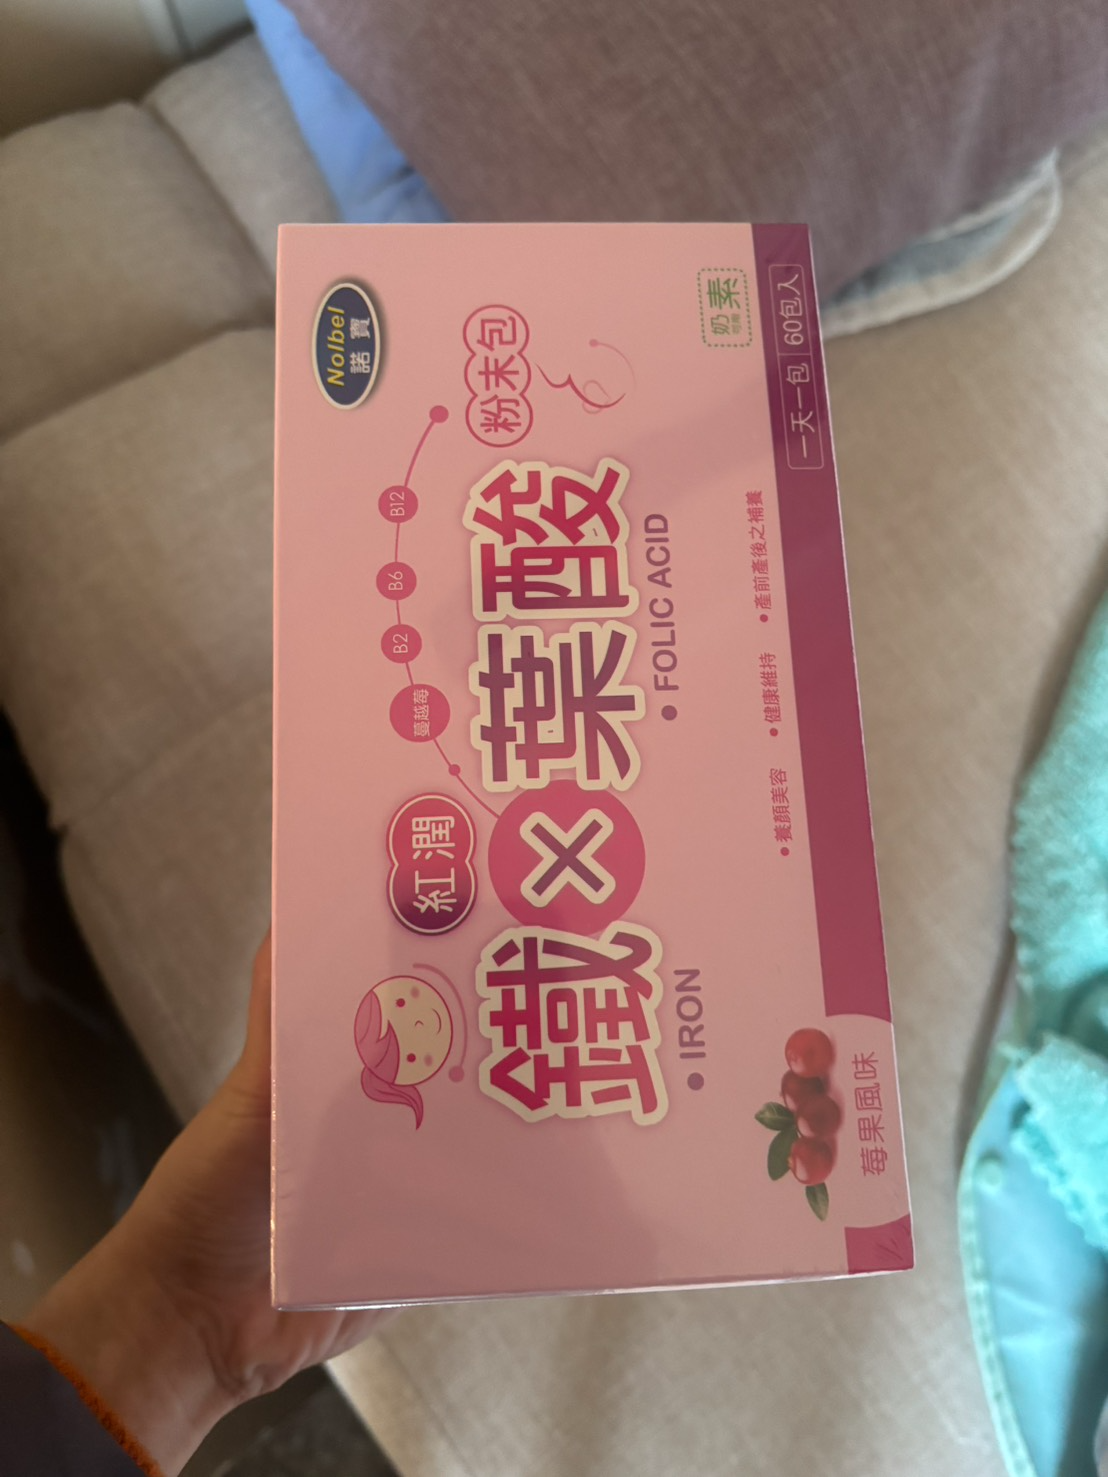 Nolbel
諾寶
紅潤
蔓越莓
B2
B6
B12
鐵×葉酸
粉末包
IRON
FOLIC ACID
奶素
可用
•養顏美容 •健康維持 •產前產後之補養
莓果風味
一天一包 60包入